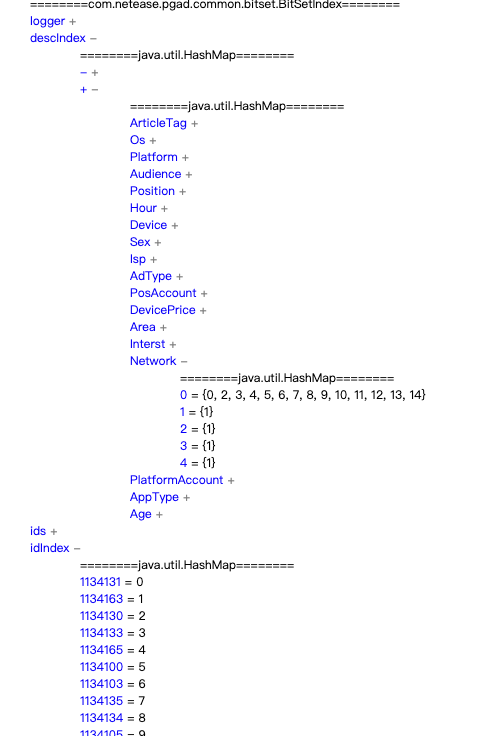 ========com.netease.pgad.common.bitset.BitSetIndex========
logger +
descIndex −
========java.util.HashMap========
− +
+ −
========java.util.HashMap========
ArticleTag +
Os +
Platform +
Audience +
Position +
Hour +
Device +
Sex +
Isp +
AdType +
PosAccount +
DevicePrice +
Area +
Interst +
Network −
========java.util.HashMap========
0 = {0, 2, 3, 4, 5, 6, 7, 8, 9, 10, 11, 12, 13, 14}
1 = {1}
2 = {1}
3 = {1}
4 = {1}
PlatformAccount +
AppType +
Age +
ids +
idIndex −
========java.util.HashMap========
1134131 = 0
1134163 = 1
1134130 = 2
1134133 = 3
1134165 = 4
1134100 = 5
1134103 = 6
1134135 = 7
1134134 = 8
1134105 = 9